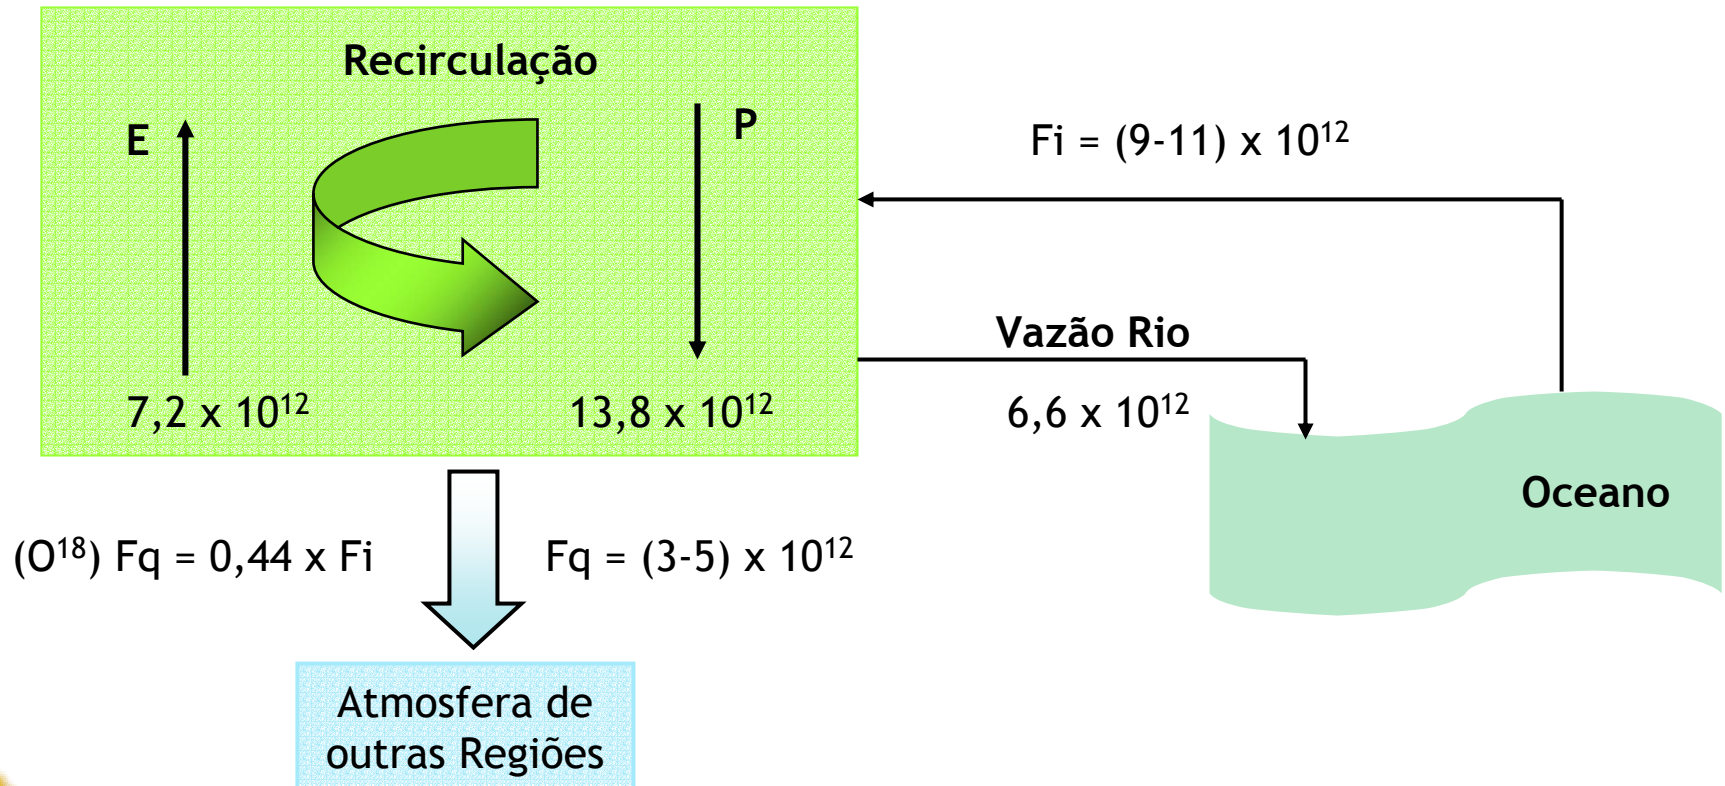 Recirculação
E
P
7,2 x 10¹²
13,8 x 10¹²
Fi = (9-11) x 10¹²
Vazão Rio
6,6 x 10¹²
Oceano
(O¹⁸) Fq = 0,44 x Fi
Fq = (3-5) x 10¹²
Atmosfera de
outras Regiões